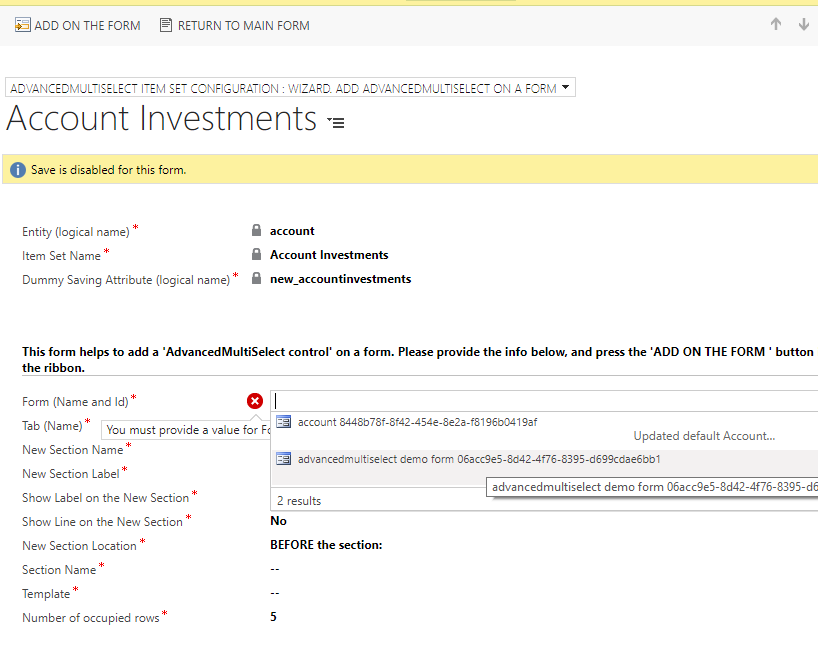 ADD ON THE FORM RETURN TO MAIN FORM
ADVANCEDMULTISELECT ITEM SET CONFIGURATION : WIZARD. ADD ADVANCEDMULTISELECT ON A FORM
Account Investments
Save is disabled for this form.
Entity (logical name) * account
Item Set Name * Account Investments
Dummy Saving Attribute (logical name) * new_accountinvestments
This form helps to add a 'AdvancedMultiSelect control' on a form. Please provide the info below, and press the 'ADD ON THE FORM ' button
the ribbon.
Form (Name and Id) *
account 8448b78f-8f42-454e-8e2a-f8196b0419af
Tab (Name) * You must provide a value for Fo
Updated default Account...
New Section Name *
advancedmultiselect demo form 06acc9e5-8d42-4f76-8395-d699cdae6bb1
New Section Label *
advancedmultiselect demo form 06acc9e5-8d42-4f76-8395-d6
Show Label on the New Section *
2 results
Show Line on the New Section * No
New Section Location * BEFORE the section:
Section Name * --
Template * --
Number of occupied rows * 5